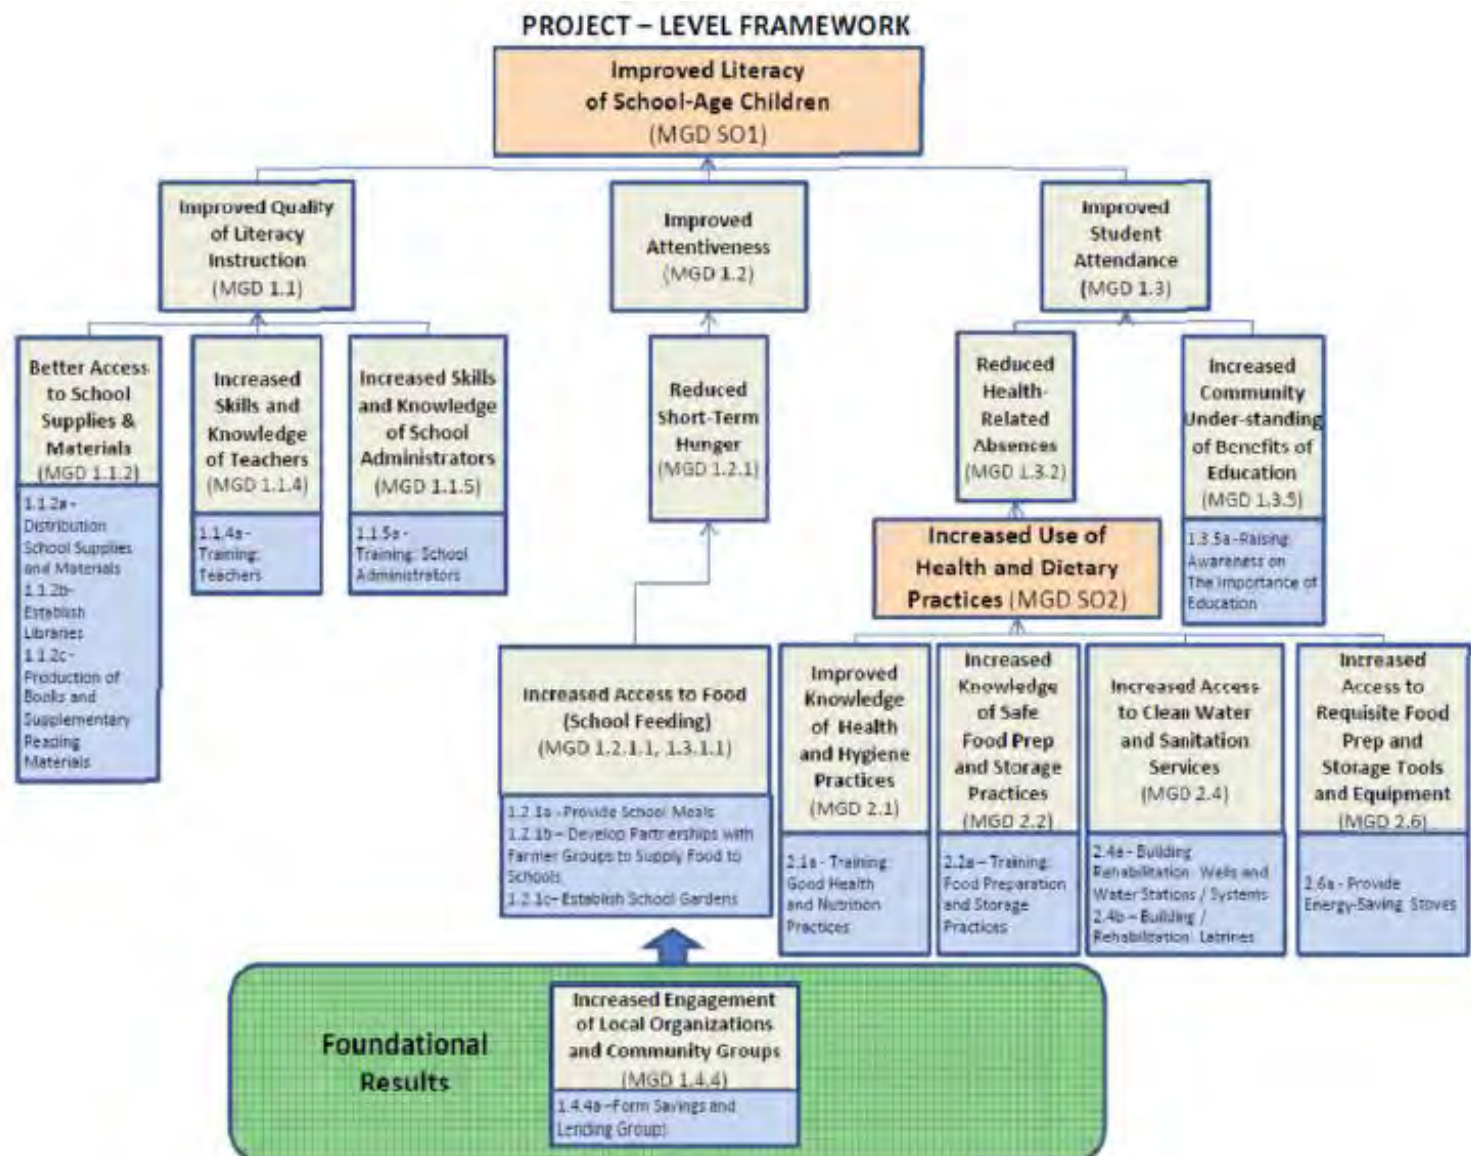 PROJECT – LEVEL FRAMEWORK
Improved Literacy
of School-Age Children
(MGD SO1)
Improved Quality
of Literacy
Instruction
(MGD 1.1)
Improved
Attentiveness
(MGD 1.2)
Improved
Student
Attendance
(MGD 1.3)
Better Access
to School
Supplies &
Materials
(MGD 1.1.2)
1.1.2a -
Distribution
School Supplies
and Materials
1.1.2b-
Establish
Libraries
1.1.2c -
Production of
Books and
Supplementary
Reading
Materials
Increased
Skills and
Knowledge
of Teachers
(MGD 1.1.4)
1.1.4a -
Training:
Teachers
Increased Skills
and Knowledge
of School
Administrators
(MGD 1.1.5)
1.1.5a -
Training: School
Administrators
Reduced
Short-Term
Hunger
(MGD 1.2.1)
Reduced
Health-
Related
Absences
(MGD 1.3.2)
Increased
Community
Under-standing
of Benefits of
Education
(MGD 1.3.5)
1.3.5a -Raising
Awareness on
The Importance of
Education
Increased Use of
Health and Dietary
Practices (MGD SO2)
Increased Access to Food
(School Feeding)
(MGD 1.2.1.1, 1.3.1.1)
1.2.1a - Provide School Meals
1.2.1b – Develop Partnerships with
Farmer Groups to Supply Food to
Schools
1.2.1c– Establish School Gardens
Improved
Knowledge
of Health
and Hygiene
Practices
(MGD 2.1)
2.1a - Training:
Good Health
and Nutrition
Practices
Increased
Knowledge
of Safe
Food Prep
and Storage
Practices
(MGD 2.2)
2.2a – Training:
Food Preparation
and Storage
Practices
Increased Access
to Clean Water
and Sanitation
Services
(MGD 2.4)
2.4a - Building
Rehabilitation: Wells and
Water Stations / Systems
2.4b – Building /
Rehabilitation: Latrines
Increased
Access to
Requisite Food
Prep and
Storage Tools
and Equipment
(MGD 2.6)
2.6a - Provide
Energy-Saving Stoves
Foundational
Results
Increased Engagement
of Local Organizations
and Community Groups
(MGD 1.4.4)
1.4.4a –Form Savings and
Lending Groups